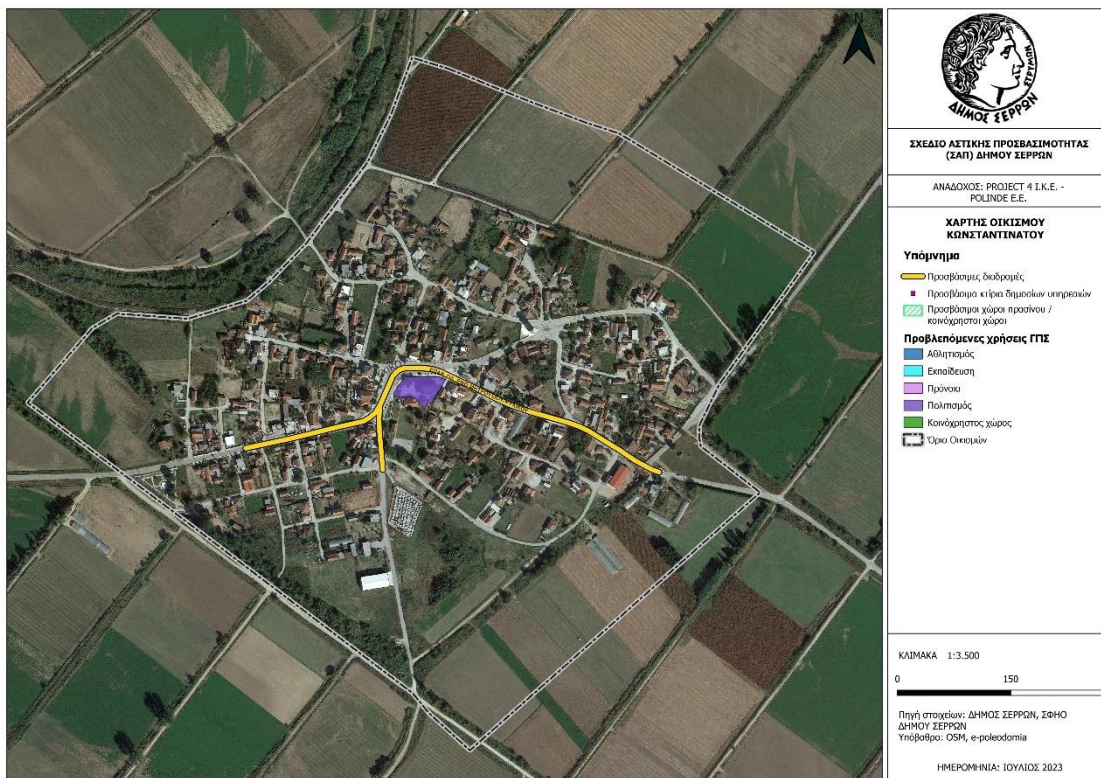 N
ΔΗΜΟΣ ΣΕΡΡΩΝ
ΣΤΡΥΜΩΝ
ΣΧΕΔΙΟ ΑΣΤΙΚΗΣ ΠΡΟΣΒΑΣΙΜΟΤΗΤΑΣ
(ΣΑΠ) ΔΗΜΟΥ ΣΕΡΡΩΝ
ΑΝΑΔΟΧΟΣ: PROJECT 4 Ι.Κ.Ε. -
POLINDE Ε.Ε.
ΧΑΡΤΗΣ ΟΙΚΙΣΜΟΥ
ΚΩΝΣΤΑΝΤΙΝΑΤΟΥ
Υπόμνημα
Προσβάσιμες διαδρομές
Προσβάσιμα κτίρια δημοσίων υπηρεσιών
Προσβάσιμοι χώροι πρασίνου /
κοινόχρηστοι χώροι
Προβλεπόμενες χρήσεις ΓΠΣ
Αθλητισμός
Εκπαίδευση
Πρόνοια
Πολιτισμός
Κοινόχρηστος χώρος
Όρια Οικισμών
ΚΛΙΜΑΚΑ 1:3.500
0 150
Πηγή στοιχείων: ΔΗΜΟΣ ΣΕΡΡΩΝ, ΣΦΗΟ
ΔΗΜΟΥ ΣΕΡΡΩΝ
Υπόβαθρο: OSM, e-poleodomia
ΗΜΕΡΟΜΗΝΙΑ: ΙΟΥΛΙΟΣ 2023